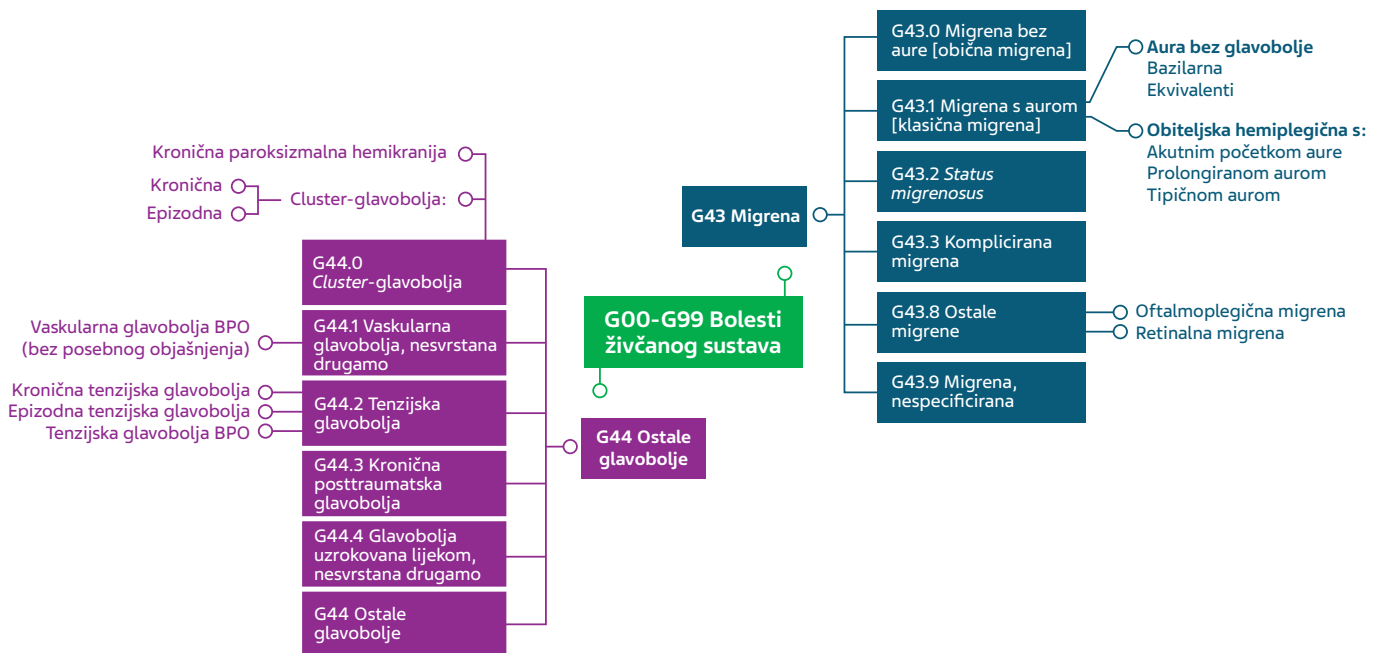 G00-G99 Bolesti
živčanog sustava
G43 Migrena
G43.0 Migrena bez
aure [obična migrena]
G43.1 Migrena s aurom
[klasična migrena]
Aura bez glavobolje
Bazilarna
Ekvivalenti
Obiteljska hemiplegična s:
Akutnim početkom aure
Prolongiranom aurom
Tipičnom aurom
G43.2 Status
migrenosus
G43.3 Komplicirana
migrena
G43.8 Ostale
migrene
Oftalmoplegična migrena
Retinalna migrena
G43.9 Migrena,
nespecificirana
G44 Ostale
glavobolje
Kronična paroksizmalna hemikranija
Kronična
Epizodna
Cluster-glavobolja:
G44.0
Cluster-glavobolja
Vaskularna glavobolja BPO
(bez posebnog objašnjenja)
G44.1 Vaskularna
glavobolja, nesvrstana
drugamo
Kronična tenzijska glavobolja
Epizodna tenzijska glavobolja
Tenzijska glavobolja BPO
G44.2 Tenzijska
glavobolja
G44.3 Kronična
posttraumatska
glavobolja
G44.4 Glavobolja
uzrokovana lijekom,
nesvrstana drugamo
G44 Ostale
glavobolje